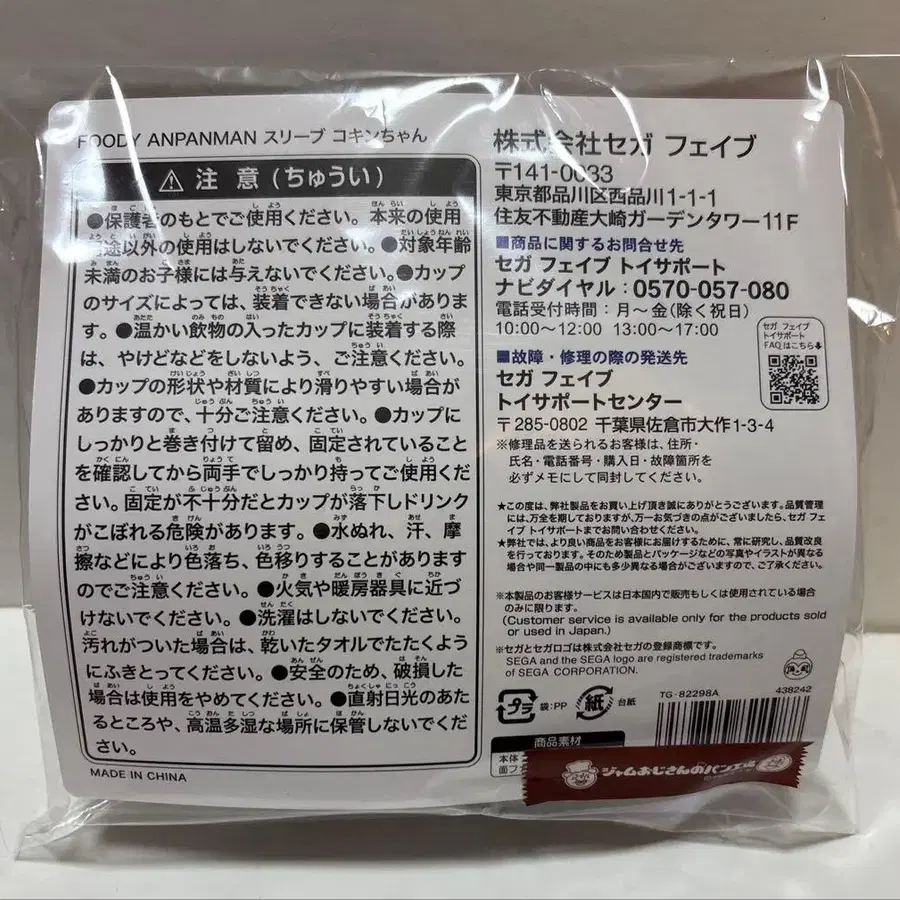 FOODY ANPANMAN スリーブ コキンちゃん
⚠ 注 意 (ちゅうい)
●保護者のもとでご使用ください。本来の使用
用途以外の使用はしないでください。●対象年齢
未満のお子様には与えないでください。●カップ
のサイズによっては、装着できない場合がありま
す。●温かい飲物の入ったカップに装着する際
は、やけどなどをしないよう、ご注意ください。
●カップの形状や材質により滑りやすい場合が
ありますので、十分ご注意ください。●カップに
しっかりと巻き付けて留め、固定されていること
を確認してから両手でしっかり持ってご使用くだ
さい。固定が不十分だとカップが落下しドリンク
がこぼれる危険があります。●水ぬれ、汗、摩
擦などにより色落ち、色移りすることがあります
のでご注意ください。●火気や暖房器具に近づ
けないでください。●洗濯はしないでください。
汚れがついた場合は、乾いたタオルでたたくよう
にふきとってください。●安全のため、破損した
場合は使用をやめてください。●直射日光のあた
るところや、高温多湿な場所に保管しないでくだ
さい。
MADE IN CHINA
株式会社セガ フェイブ
〒141-0033
東京都品川区西品川1-1-1
住友不動産大崎ガーデンタワー11F
■商品に関するお問合せ先
セガ フェイブ トイサポート
ナビダイヤル:0570-057-080
電話受付時間:月〜金(除く祝日)
10:00〜12:00 13:00〜17:00
セガ フェイブ
トイサポート
FAQはこちら
■故障・修理の際の発送先
セガ フェイブ
トイサポートセンター
〒285-0802 千葉県佐倉市大作1-3-4
※修理品を送られるお客様は、住所・
氏名・電話番号・購入日・故障箇所を
必ずメモにして同封してください。
★この度は、弊社製品をお買い上げ頂き誠にありがとうございます。品質管理
には、万全を期しておりますが、万一お気づきの点がございましたら、セガ フェ
イブ トイサポートまでお問い合わせください。
★弊社では、より良い商品をお客様にお届けするために、常に研究し、品質改良
を行っております。そのため製品とパッケージなどの写真やイラストが異なる
場合や同一製品の中にも多少異なる場合がございますので、ご了承ください。
※本製品のお客様サービスは日本国内で販売もしくは使用されている場合
のみに限ります。
(Customer service is available only for the products sold
or used in Japan.)
※セガとセガロゴは株式会社セガの登録商標です。
SEGA and the SEGA logo are registered trademarks
of SEGA CORPORATION.
プラ 袋:PP 紙 台紙
TG-82298A 438242
商品素材
本体
面ファ
ジャムおじさんのパン工場